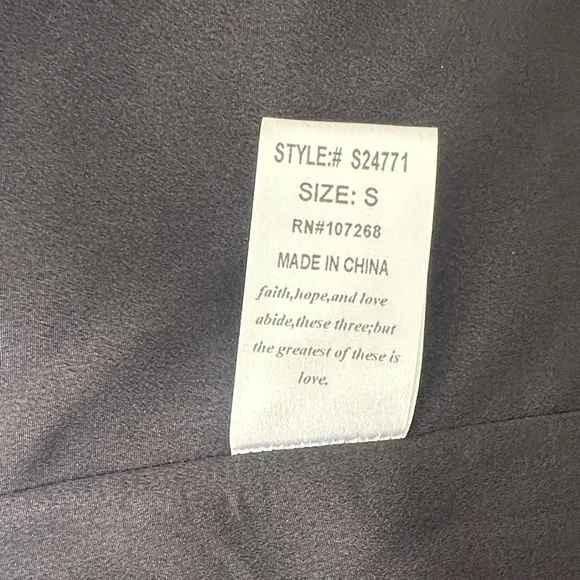 STYLE:# S24771
SIZE: S
RN#107268
MADE IN CHINA
faith,hope,and love
abide,these three;but
the greatest of these is
love.